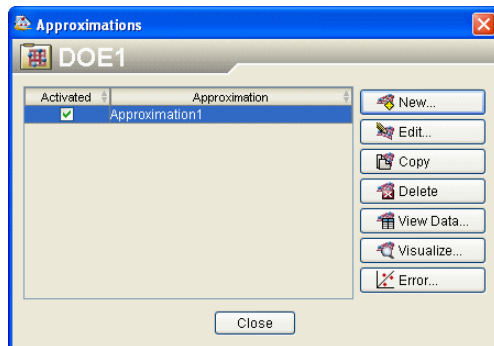 Approximations
DOE1
Activated Approximation
Approximation1
New...
Edit...
Copy
Delete
View Data...
Visualize...
Error...
Close